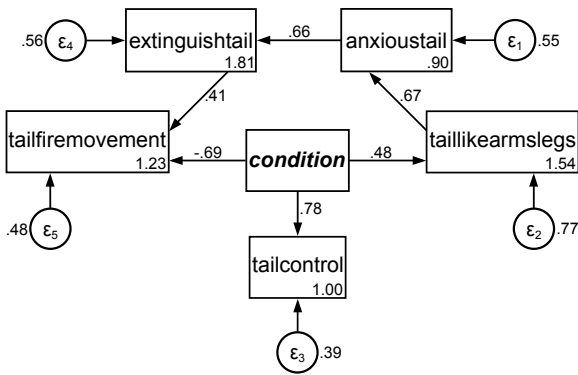 .56 ε4 extinguishtail 1.81 .66 anxioustail .90 ε1 .55
.41 .67
tailfiremovement 1.23 -.69 condition .48 taillikearmslegs 1.54
.48 ε5 .78 ε2 .77
tailcontrol 1.00
ε3 .39